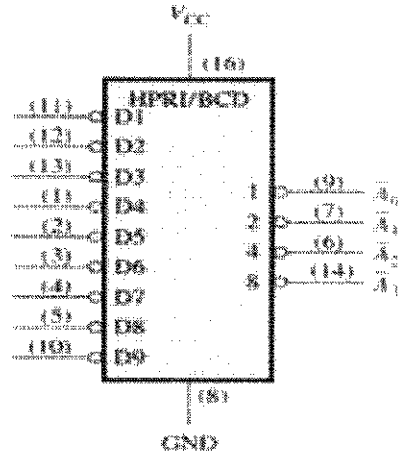 VCC
(16)
HPRI/BCD
(11) D1
(12) D2
(13) D3
(1) D4 1 (9)
(2) D5 2 (7)
(3) D6 4 (6)
(4) D7 8 (14)
(5) D8
(10) D9
(8)
GND